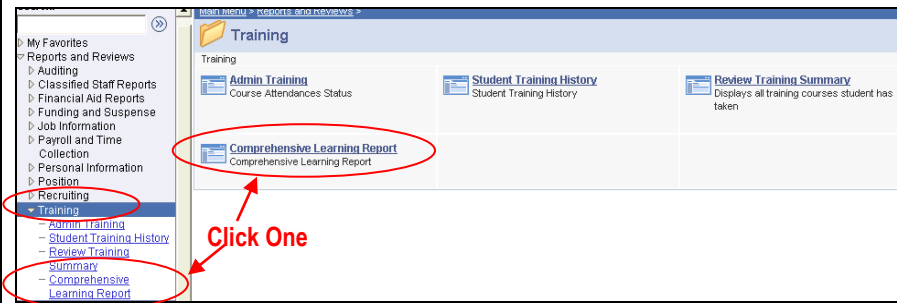 Main Menu > Reports and Reviews >
My Favorites
Reports and Reviews
Auditing
Classified Staff Reports
Financial Aid Reports
Funding and Suspense
Job Information
Payroll and Time
Collection
Personal Information
Position
Recruiting
Training
Admin Training
Student Training History
Review Training
Summary
Comprehensive
Learning Report
Training
Training
Admin Training
Course Attendances Status
Student Training History
Student Training History
Review Training Summary
Displays all training courses student has
taken
Comprehensive Learning Report
Comprehensive Learning Report
Click One